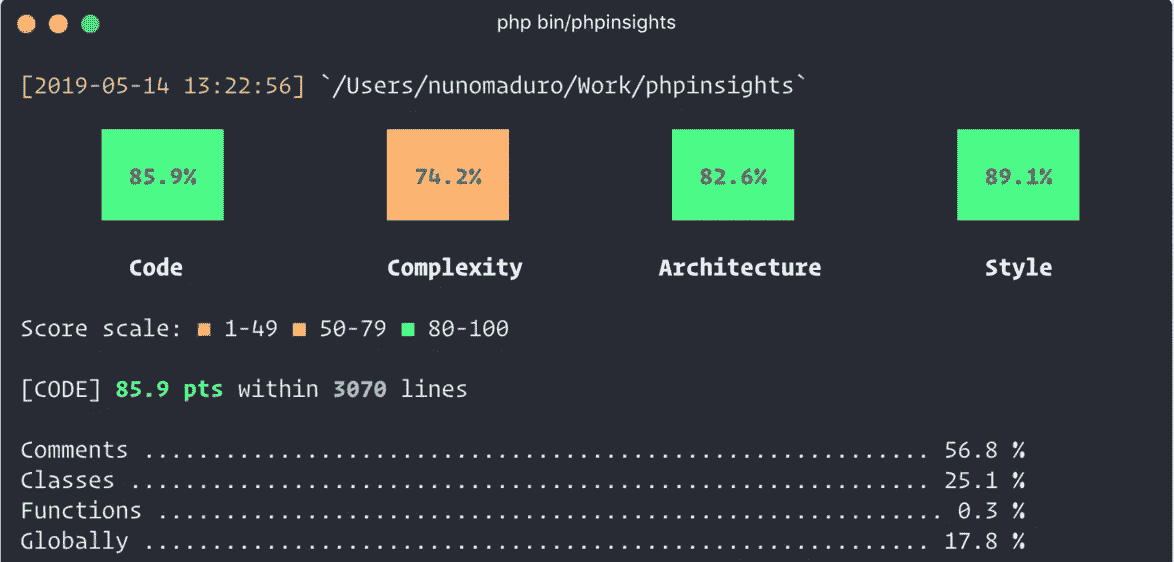 php bin/phpinsights
[2019-05-14 13:22:56] `/Users/nunomaduro/Work/phpinsights`
85.9% 74.2% 82.6% 89.1%
Code Complexity Architecture Style
Score scale: ■ 1-49 ■ 50-79 ■ 80-100
[CODE] 85.9 pts within 3070 lines
Comments .......................................................... 56.8 %
Classes ........................................................... 25.1 %
Functions .......................................................... 0.3 %
Globally .......................................................... 17.8 %